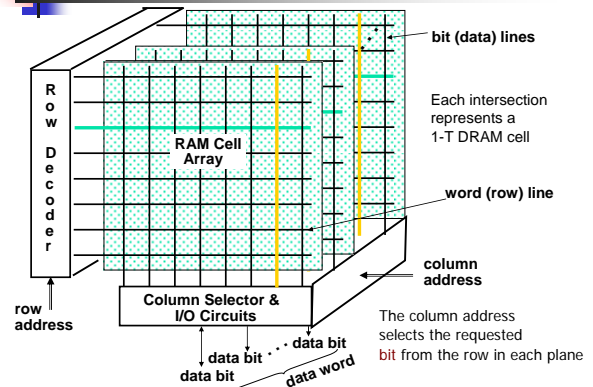 bit (data) lines
Row Decoder
Each intersection
represents a
1-T DRAM cell
RAM Cell
Array
word (row) line
column
address
Column Selector &
I/O Circuits
row
address
The column address
selects the requested
bit from the row in each plane
data bit
data bit
data bit
data word